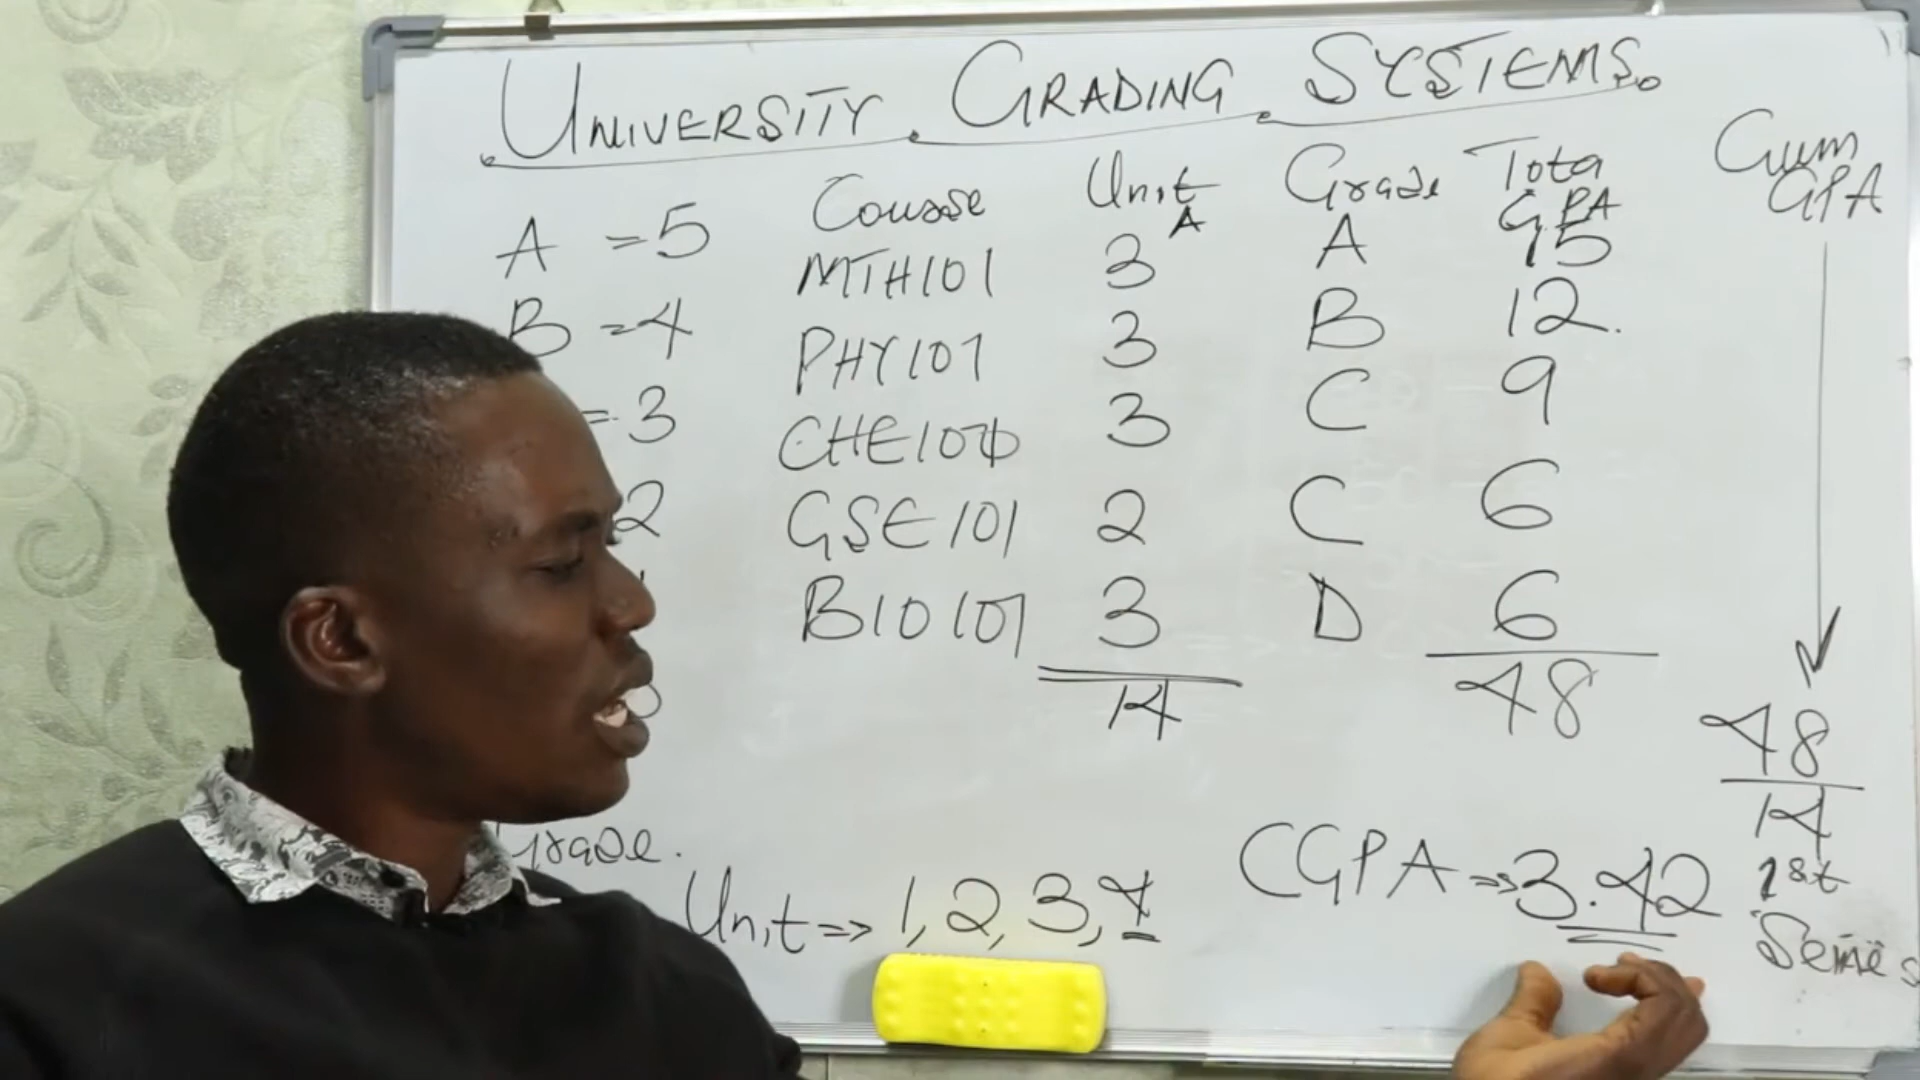 UNIVERSITY GRADING SYSTEMS.
Course Unit Grade Tota GPA Cum GPA
A = 5 MTH101 3 A A 15
B = 4 PHY101 3 B 12.
= 3 CHE101 3 C 9
2 GSE101 2 C 6
BIO101 3 D 6
14 48
48
14
1st
Grade.
Unit => 1, 2, 3, 4
CGPA => 3.42